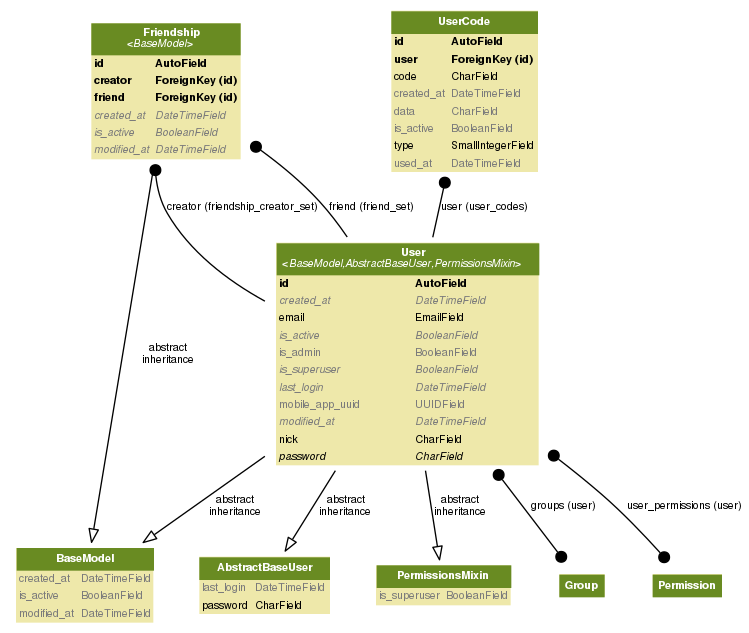 Friendship
<BaseModel>
id AutoField
creator ForeignKey (id)
friend ForeignKey (id)
created_at DateTimeField
is_active BooleanField
modified_at DateTimeField
UserCode
id AutoField
user ForeignKey (id)
code CharField
created_at DateTimeField
data CharField
is_active BooleanField
type SmallIntegerField
used_at DateTimeField
creator (friendship_creator_set)
friend (friend_set)
user (user_codes)
User
<BaseModel,AbstractBaseUser,PermissionsMixin>
id AutoField
created_at DateTimeField
email EmailField
is_active BooleanField
is_admin BooleanField
is_superuser BooleanField
last_login DateTimeField
mobile_app_uuid UUIDField
modified_at DateTimeField
nick CharField
password CharField
abstract
inheritance
abstract
inheritance
abstract
inheritance
abstract
inheritance
groups (user)
user_permissions (user)
BaseModel
created_at DateTimeField
is_active BooleanField
modified_at DateTimeField
AbstractBaseUser
last_login DateTimeField
password CharField
PermissionsMixin
is_superuser BooleanField
Group
Permission